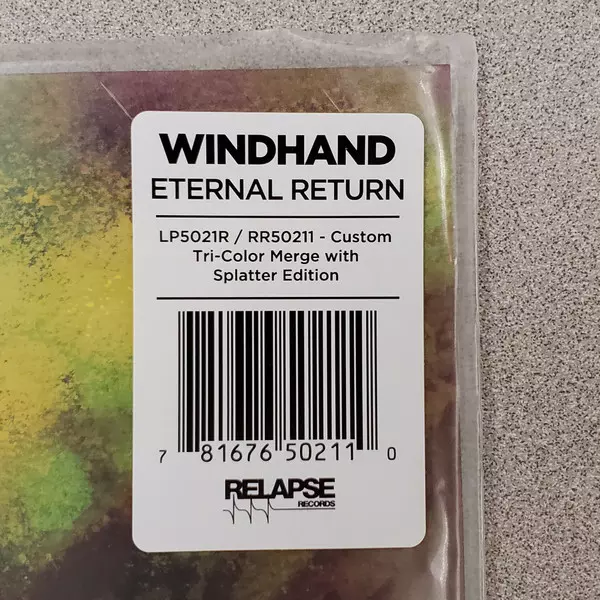 WINDHAND
ETERNAL RETURN
LP5021R / RR50211 - Custom
Tri-Color Merge with
Splatter Edition
7 81676 50211 0
RELAPSE
RECORDS